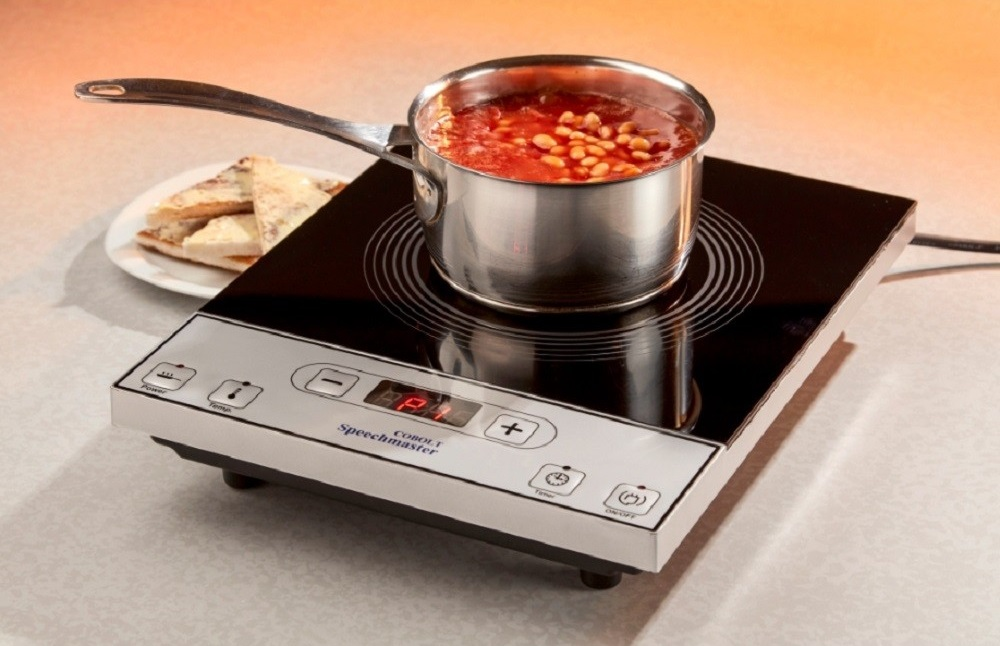 Power
Temp.
P1
COBOLT
Speechmaster
Timer
ON/OFF